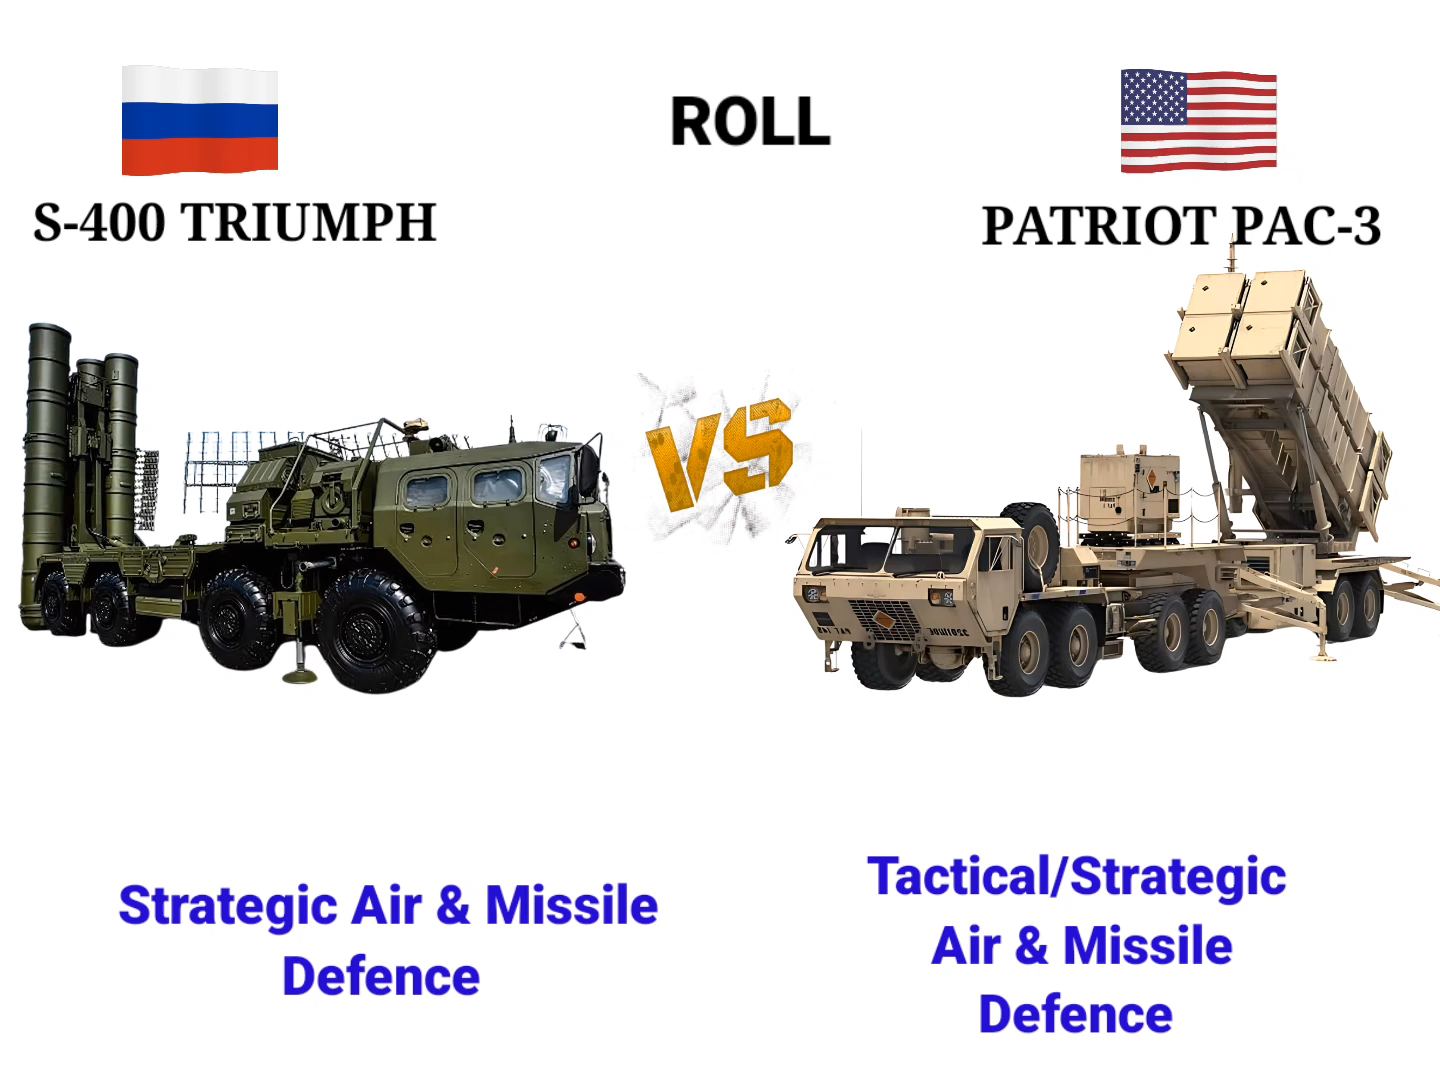 ROLL
S-400 TRIUMPH
PATRIOT PAC-3
VS
Strategic Air & Missile
Defence
Tactical/Strategic
Air & Missile
Defence